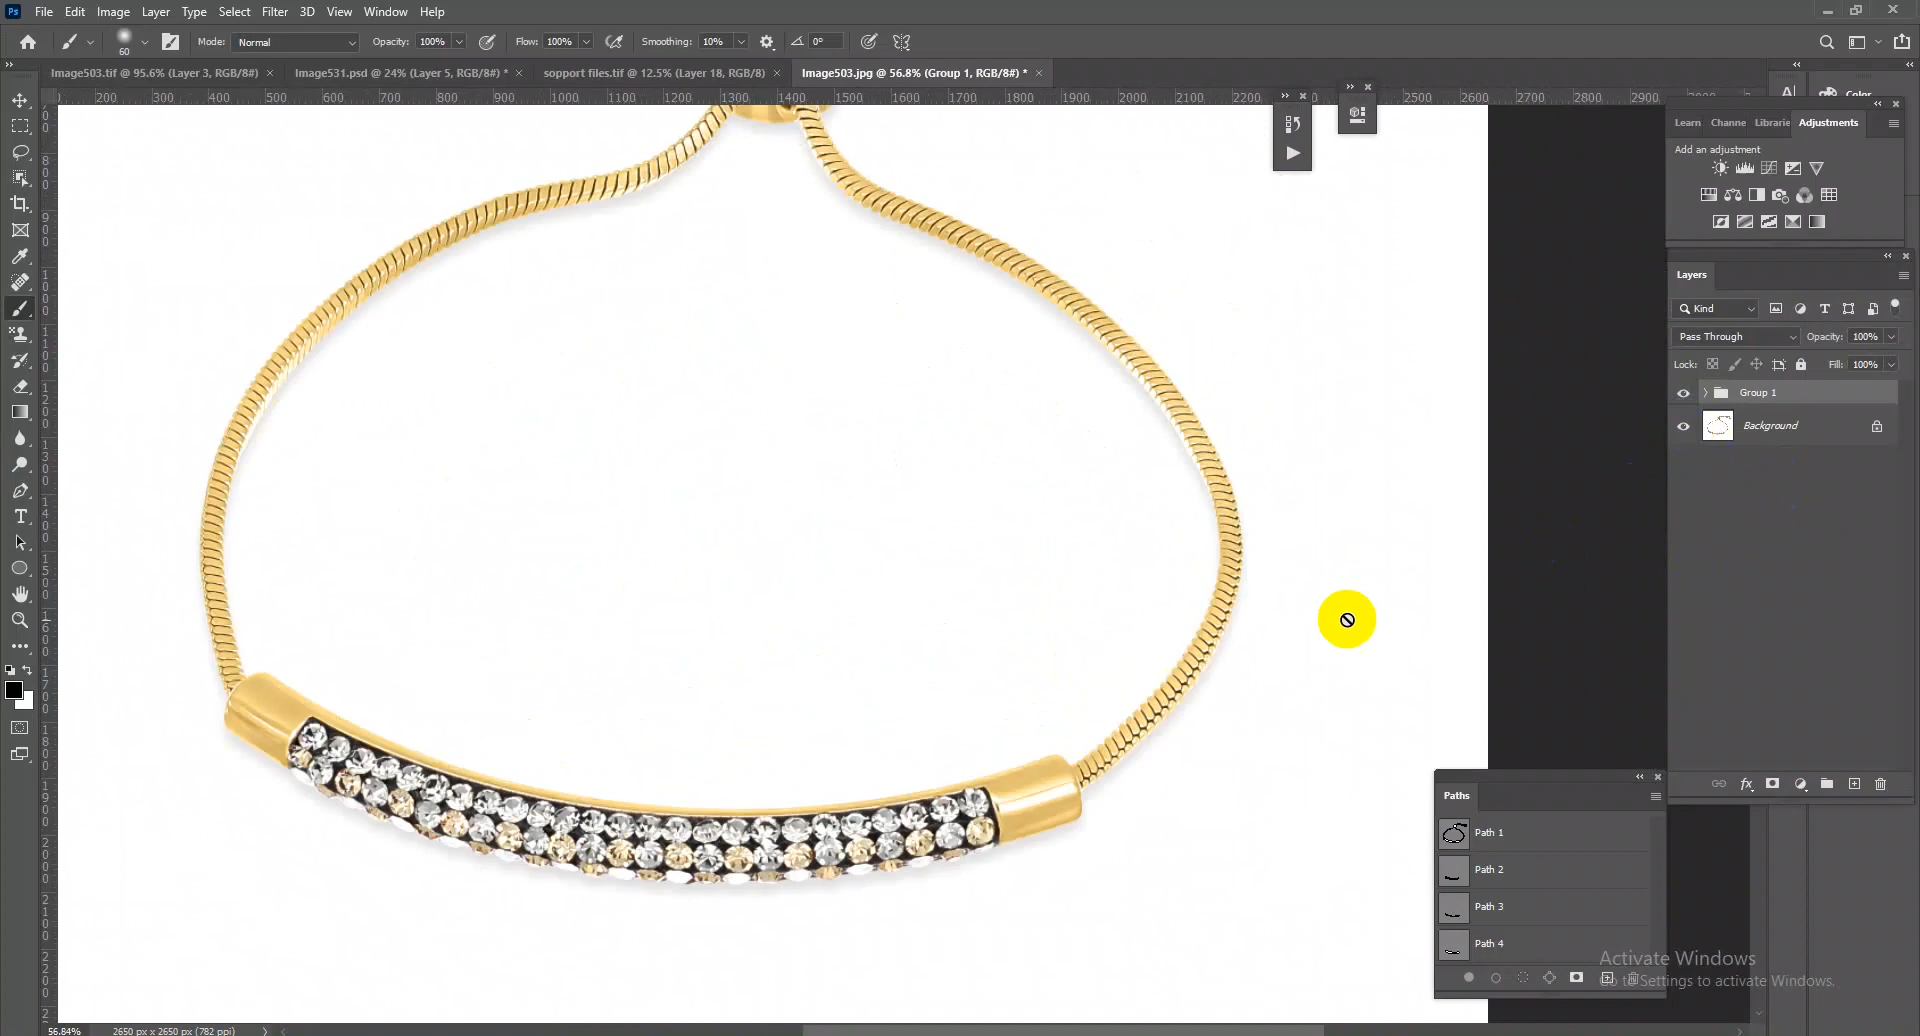 Ps File Edit Image Layer Type Select Filter 3D View Window Help
60 Mode: Normal Opacity: 100% Flow: 100% Smoothing: 10% 0°
Image503.tif @ 95.6% (Layer 3, RGB/8#) × Image531.psd @ 24% (Layer 5, RGB/8#) * × sopport files.tif @ 12.5% (Layer 18, RGB/8) × Image503.jpg @ 56.8% (Group 1, RGB/8#) * ×
200 300 400 500 600 700 800 900 1000 1100 1200 1300 1400 1500 1600 1700 1800 1900 2000 2100 2200 2500 2600 2700 2800 2900
Color
Learn Channe Librarie Adjustments
Add an adjustment
Layers
Kind
Pass Through Opacity: 100%
Lock: Fill: 100%
Group 1
Background
Paths
Path 1
Path 2
Path 3
Path 4
Activate Windows
Go to Settings to activate Windows.
56.84% 2650 px x 2650 px (782 ppi)